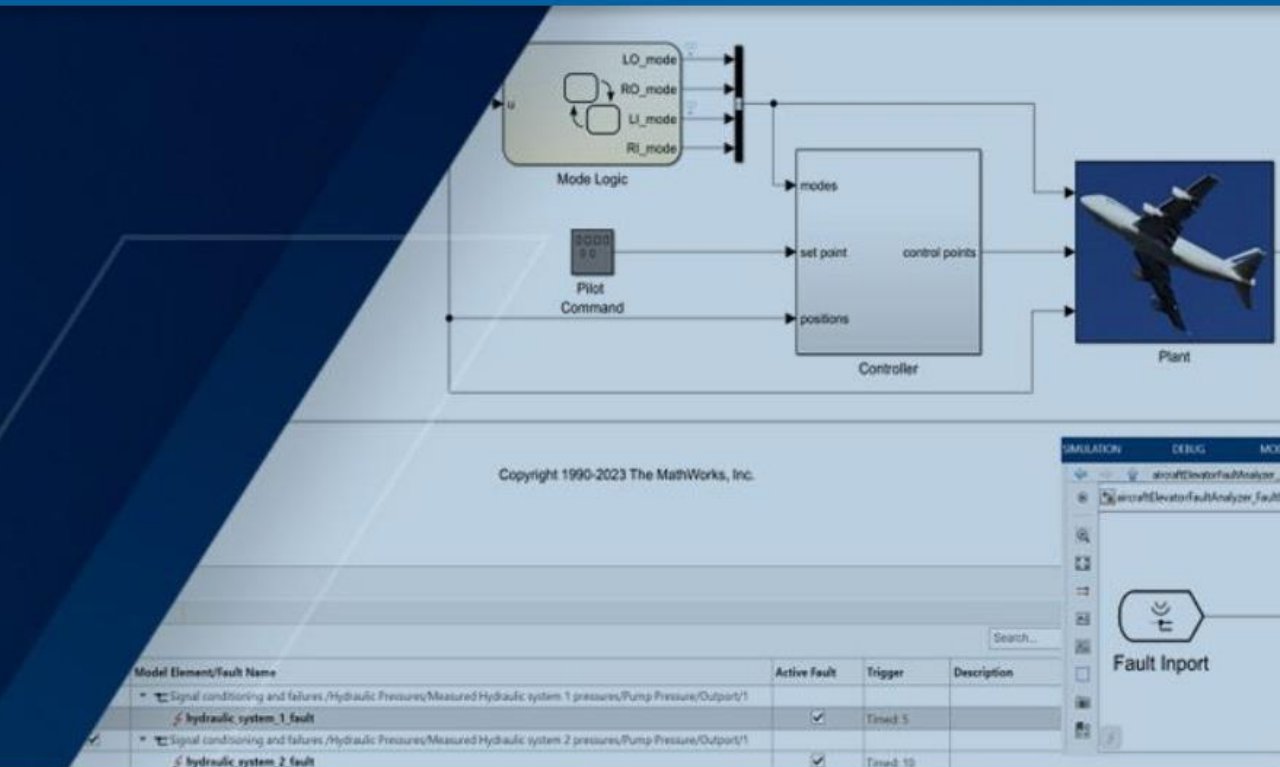 LO_mode
RO_mode
u
LI_mode
RI_mode
Mode Logic
modes
Pilot
Command
set point
control points
positions
Controller
Plant
Copyright 1990-2023 The MathWorks, Inc.
SIMULATION DEBUG
aircraftElevatorFaultAnalyzer_
aircraftElevatorFaultAnalyzer_Fault
Search...
Fault Inport
Model Element/Fault Name Active Fault Trigger Description
Signal conditioning and failures /Hydraulic Pressures/Measured Hydraulic system 1 pressures/Pump Pressure/Outport/1
hydraulic_system_1_fault Timed: 5
Signal conditioning and failures /Hydraulic Pressures/Measured Hydraulic system 2 pressures/Pump Pressure/Outport/1
hydraulic_system_2_fault Timed: 10